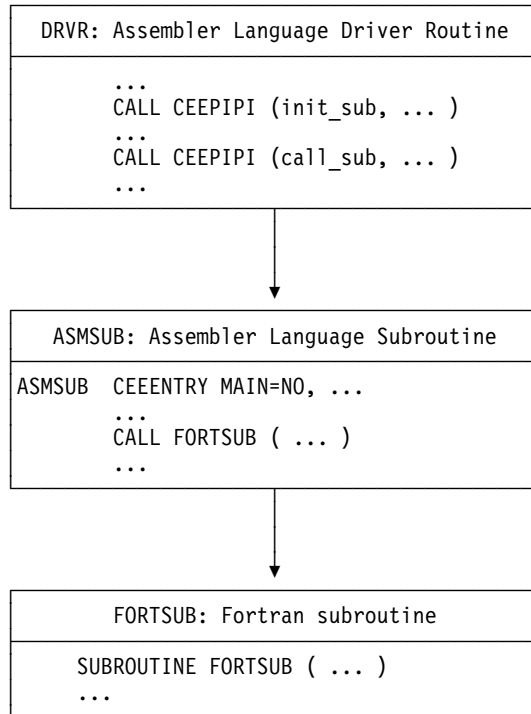 DRVR: Assembler Language Driver Routine
...
CALL CEEPIPI (init_sub, ... )
...
CALL CEEPIPI (call_sub, ... )
...
ASMSUB: Assembler Language Subroutine
ASMSUB  CEEENTRY MAIN=NO, ...
...
CALL FORTSUB ( ... )
...
FORTSUB: Fortran subroutine
SUBROUTINE FORTSUB ( ... )
...